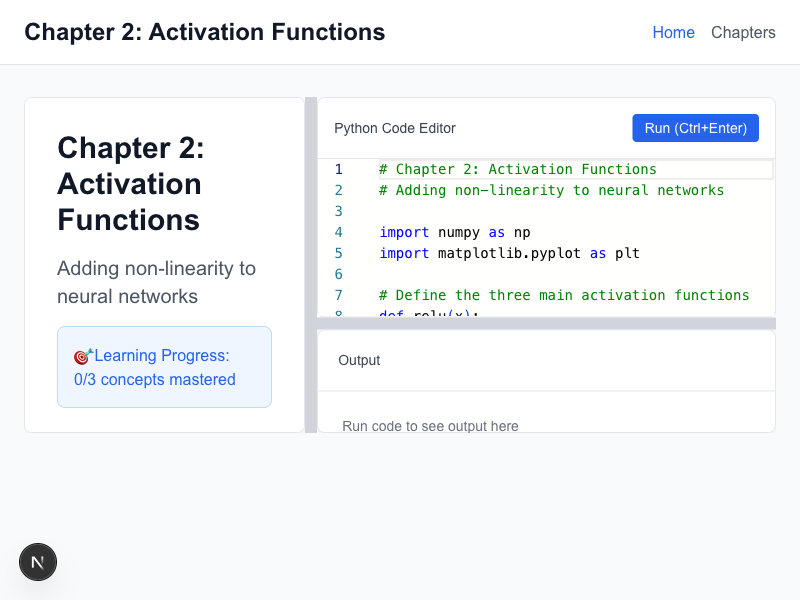 Chapter 2: Activation Functions
Home
Chapters
Chapter 2:
Activation
Functions
Adding non-linearity to
neural networks
🎯Learning Progress:
0/3 concepts mastered
Python Code Editor
Run (Ctrl+Enter)
1 # Chapter 2: Activation Functions
2 # Adding non-linearity to neural networks
3
4 import numpy as np
5 import matplotlib.pyplot as plt
6
7 # Define the three main activation functions
8 def relu(x):
Output
Run code to see output here
N